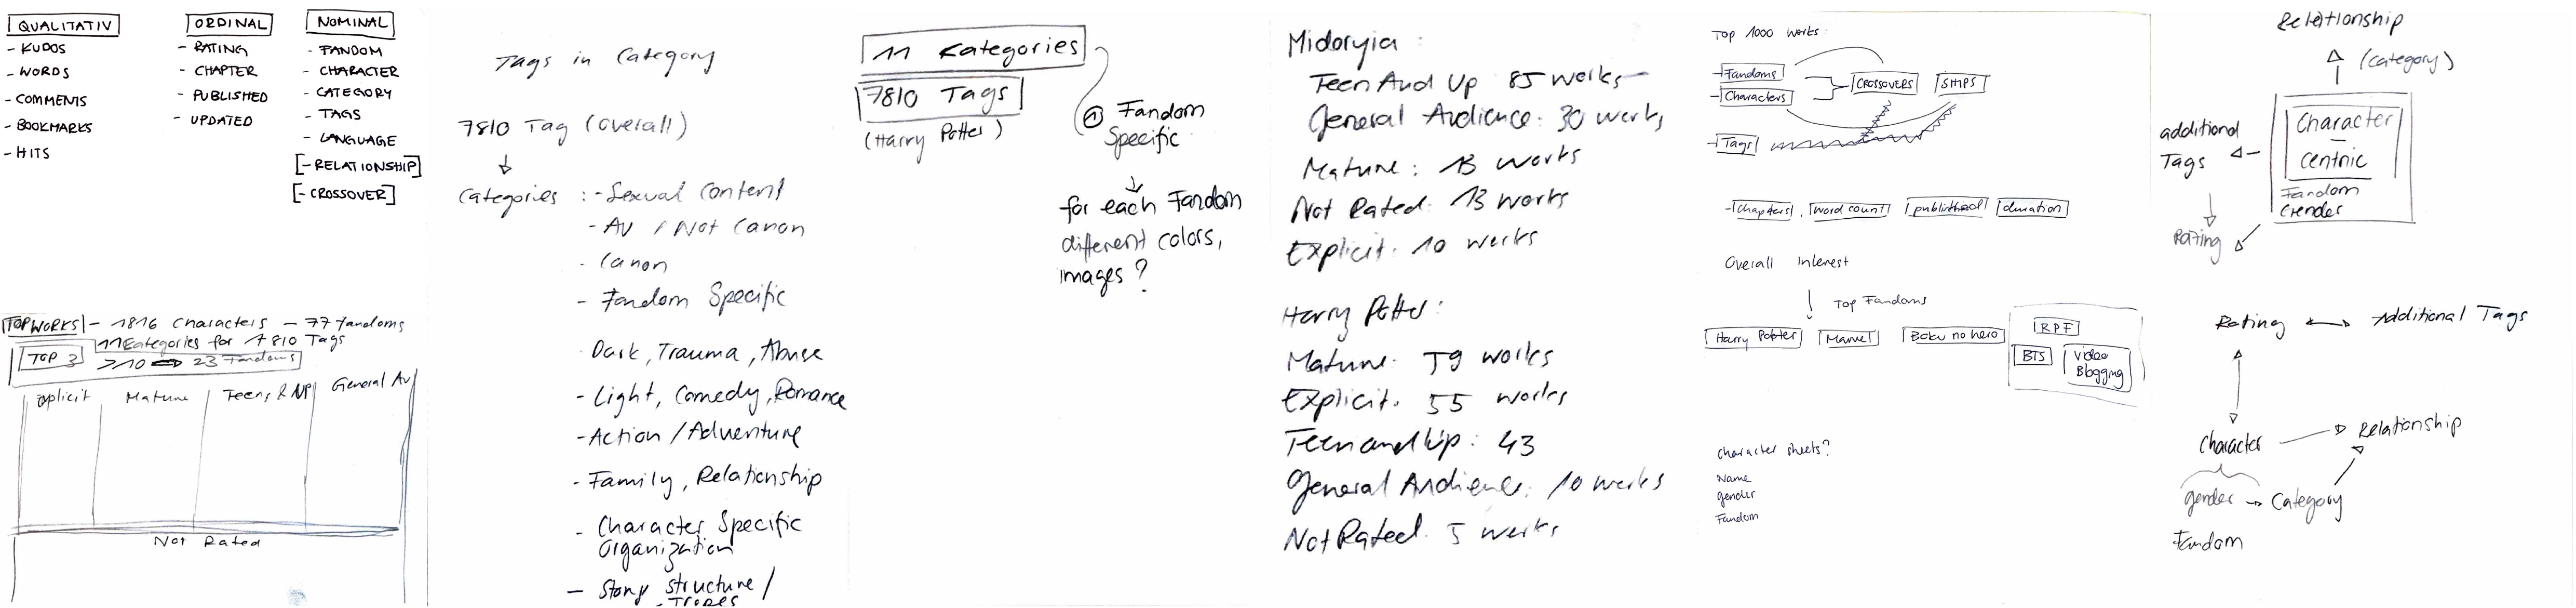 QUALITATIV
- KUDOS
- WORDS
- COMMENTS
- BOOKMARKS
- HITS
ORDINAL
- RATING
- CHAPTER
- PUBLISHED
- UPDATED
NOMINAL
- FANDOM
- CHARACTER
- CATEGORY
- TAGS
- LANGUAGE
[- RELATIONSHIP]
[- CROSSOVER]
TOP WORKS - 1816 Characters - 77 fandoms
11 Categories for 7810 Tags
TOP 3 >10 23 Fandoms
explicit
Mature
Teens & NP
General Au
Not Rated
Tags in Category
7810 Tag (Overall)
Categories : - Sexual Content
- AU / Not Canon
- Canon
- Fandom Specific
- Dark, Trauma, Abuse
- Light, Comedy, Romance
- Action / Adventure
- Family, Relationship
- Character Specific
Organization
- Story structure /
- Tropes
11 Categories
7810 Tags
(Harry Potter)
① Fandom
Specific
for each Fandom
different colors,
images ?
Midoryia :
Teen And Up 85 works
General Audience: 30 works
Mature : 13 works
Not Rated: 13 works
Explicit: 10 works
Harry Potter :
Mature: 59 works
Explicit: 55 works
Teen and Up : 43
General Audience: 10 works
Not Rated: 5 works
Top 1000 works:
- Fandoms
- Characters
CROSSOVERS
SHIPS
- Tags
- Chapters, word count, published, duration
Overall Interest
Top Fandoms
Harry Potter
Marvel
Boku no hero
RPF
BTS
Video
Blogging
character sheets?
Name
gender
Fandom
Relationship
(category)
additional
Tags
Character
-
centric
Fandom
Gender
Rating
Rating
Additional Tags
Character
Relationship
gender
Category
Fandom